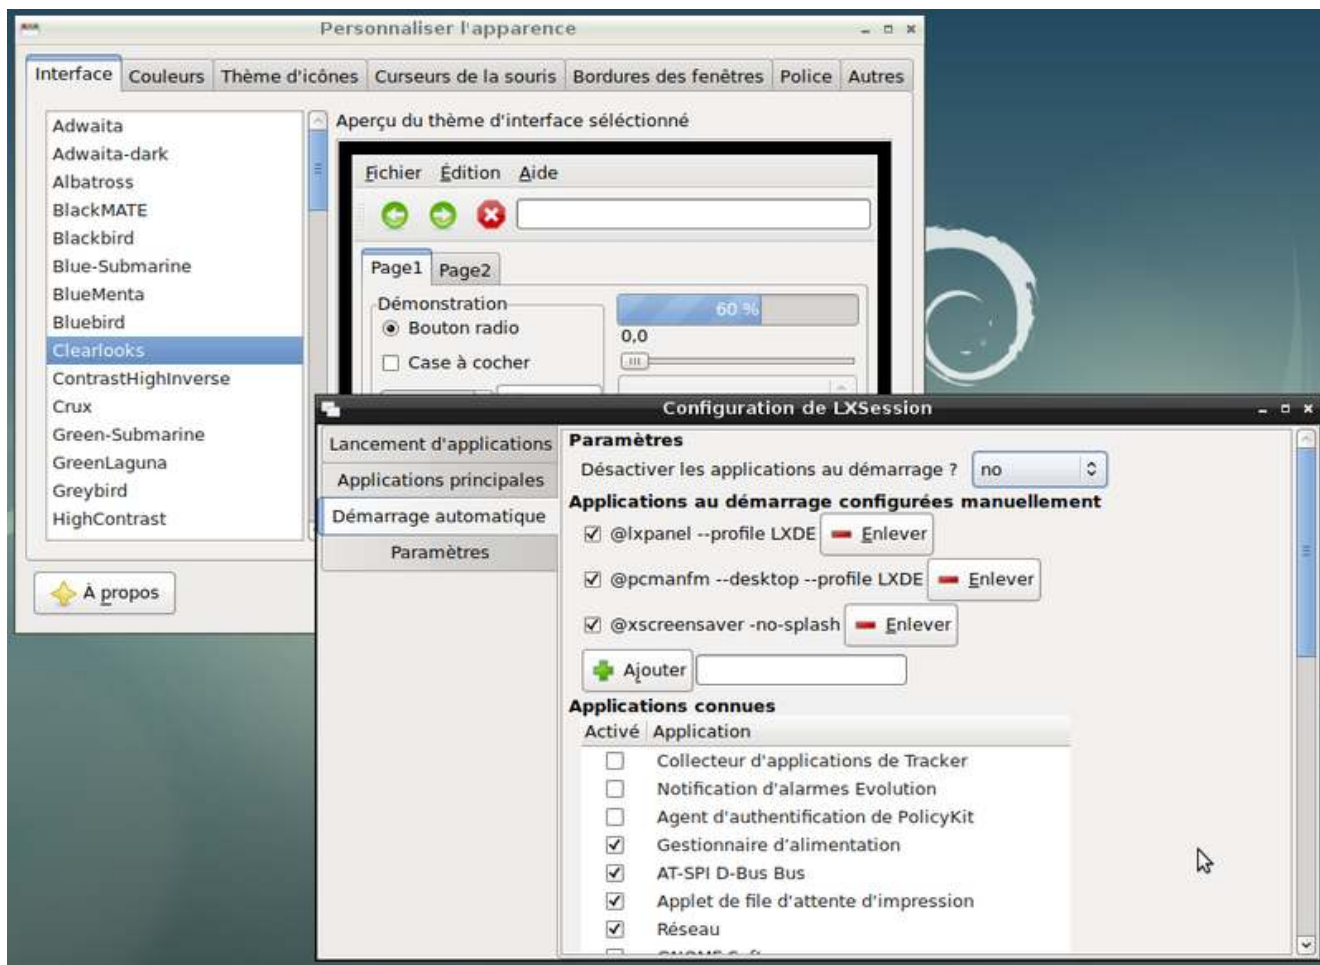 Personnaliser l'apparence
Interface Couleurs Thème d'icônes Curseurs de la souris Bordures des fenêtres Police Autres
Adwaita
Adwaita-dark
Albatross
BlackMATE
Blackbird
Blue-Submarine
BlueMenta
Bluebird
Clearlooks
ContrastHighInverse
Crux
Green-Submarine
GreenLaguna
Greybird
HighContrast
À propos
Aperçu du thème d'interface séléctionné
Fichier Édition Aide
Page1 Page2
Démonstration
Bouton radio
Case à cocher
60 %
0,0
Configuration de LXSession
Lancement d'applications
Applications principales
Démarrage automatique
Paramètres
Paramètres
Désactiver les applications au démarrage ? no
Applications au démarrage configurées manuellement
@lxpanel --profile LXDE Enlever
@pcmanfm --desktop --profile LXDE Enlever
@xscreensaver -no-splash Enlever
Ajouter
Applications connues
Activé Application
Collecteur d'applications de Tracker
Notification d'alarmes Evolution
Agent d'authentification de PolicyKit
Gestionnaire d'alimentation
AT-SPI D-Bus Bus
Applet de file d'attente d'impression
Réseau